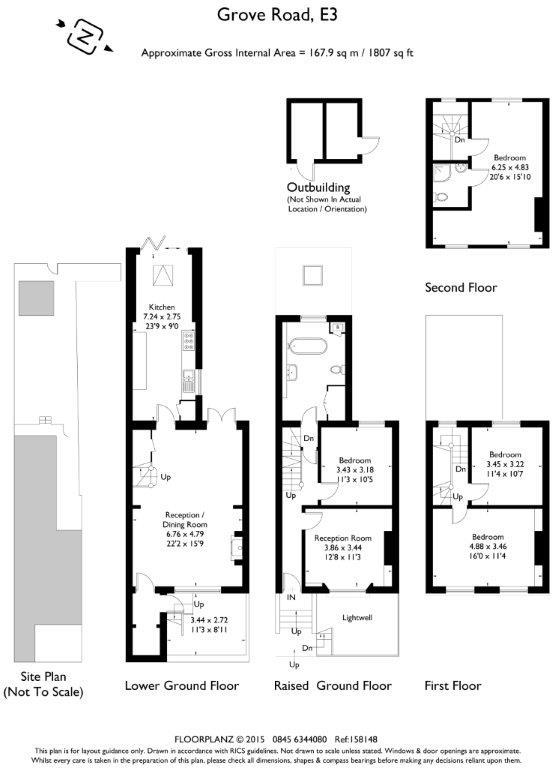 Grove Road, E3
N
Approximate Gross Internal Area = 167.9 sq m / 1807 sq ft
Outbuilding
(Not Shown In Actual
Location / Orientation)
Dn
Bedroom
6.25 x 4.83
20'6 x 15'10
Second Floor
Kitchen
7.24 x 2.75
23'9 x 9'0
Up
Reception /
Dining Room
6.76 x 4.79
22'2 x 15'9
Up
3.44 x 2.72
11'3 x 8'11
Dn
Up
Bedroom
3.43 x 3.18
11'3 x 10'5
Reception Room
3.86 x 3.44
12'8 x 11'3
IN
Up
Dn
Up
Lightwell
Dn
Up
Bedroom
3.45 x 3.22
11'4 x 10'7
Bedroom
4.88 x 3.46
16'0 x 11'4
Site Plan
(Not To Scale)
Lower Ground Floor
Raised Ground Floor
First Floor
FLOORPLANZ © 2015 0845 6344080 Ref:158148
This plan is for layout guidance only. Drawn in accordance with RICS guidelines. Not drawn to scale unless stated. Windows & door openings are approximate.
Whilst every care is taken in the preparation of this plan, please check all dimensions, shapes & compass bearings before making any decisions reliant upon them.